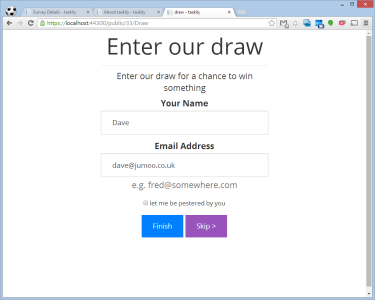 Survey Details - taskify
About taskify - taskify
draw - taskify
https://localhost:44300/public/33/Draw
Enter our draw
Enter our draw for a chance to win
something
Your Name
Dave
Email Address
dave@jumoo.co.uk
e.g. fred@somewhere.com
let me be pestered by you
Finish
Skip >